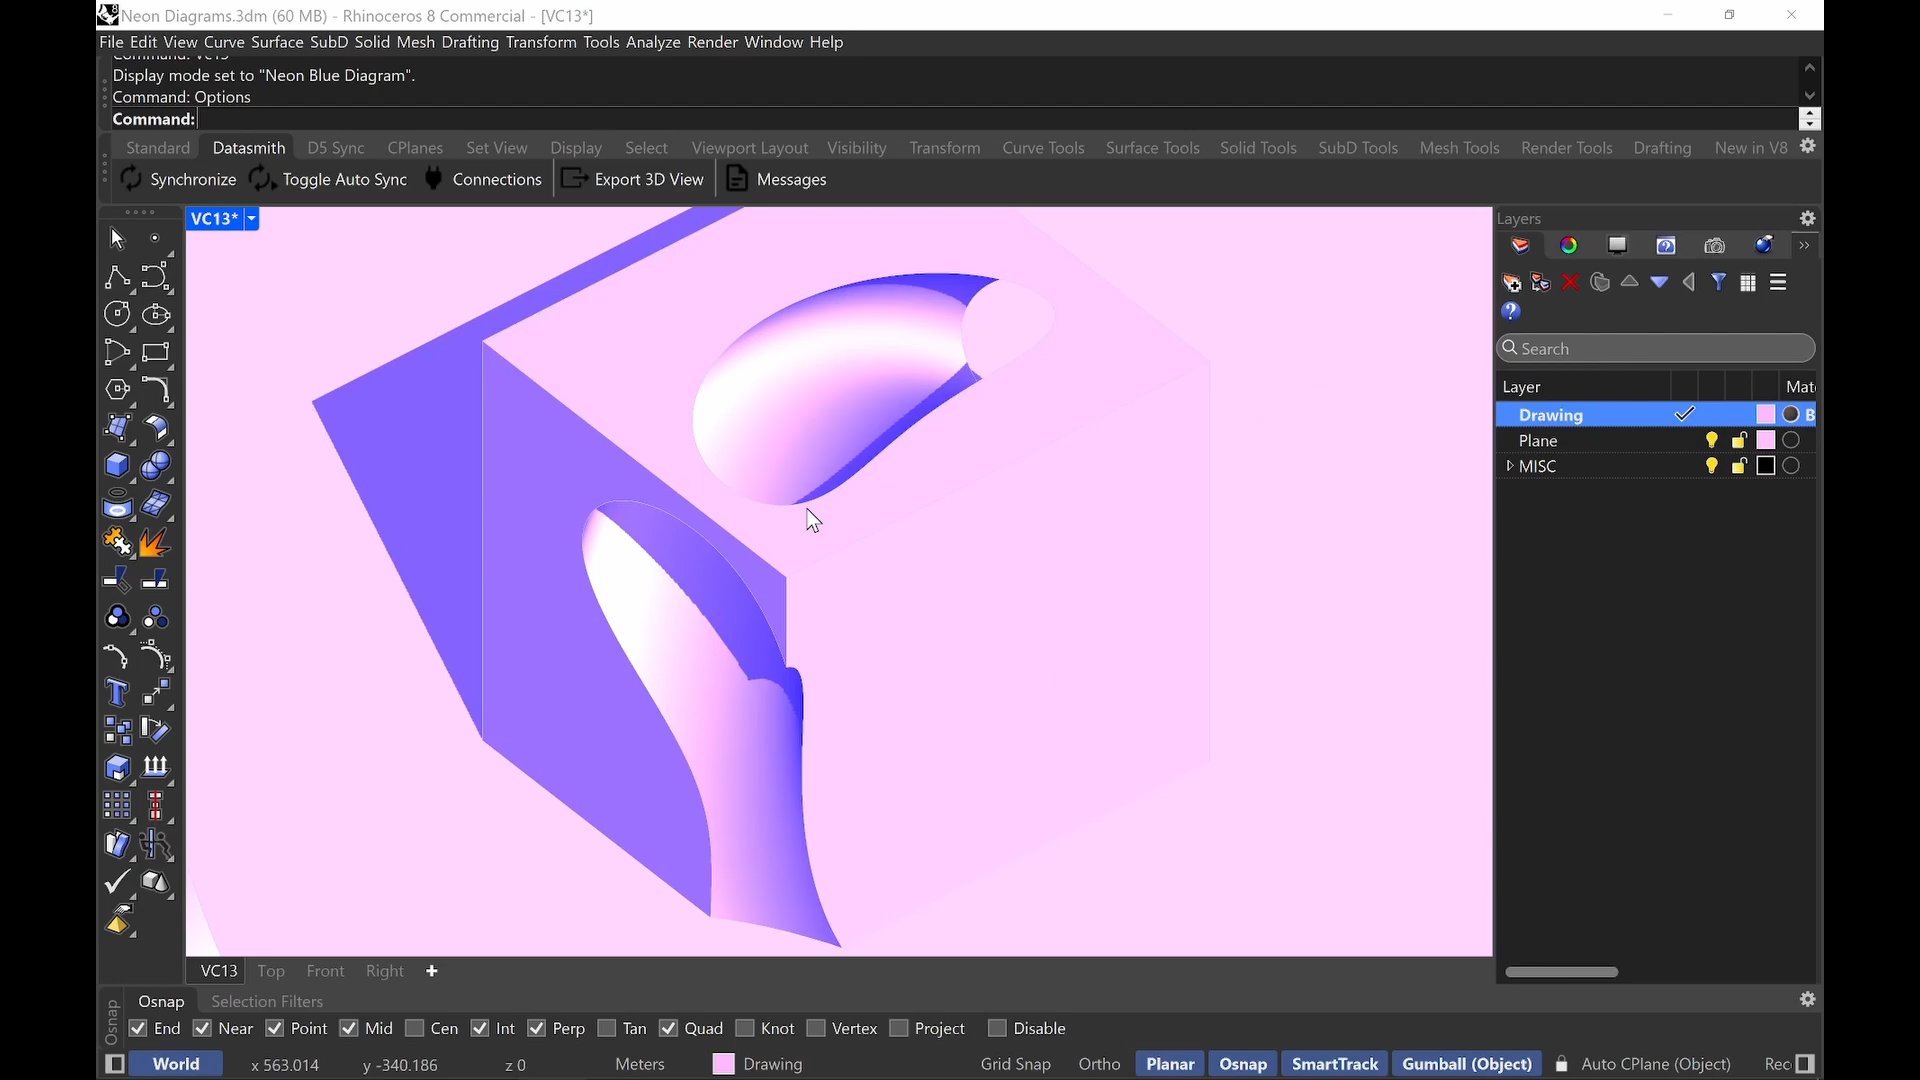 Neon Diagrams.3dm (60 MB) - Rhinoceros 8 Commercial - [VC13*]
File Edit View Curve Surface SubD Solid Mesh Drafting Transform Tools Analyze Render Window Help
Command: VC13
Display mode set to "Neon Blue Diagram".
Command: Options
Command:
Standard Datasmith D5 Sync CPlanes Set View Display Select Viewport Layout Visibility Transform Curve Tools Surface Tools Solid Tools SubD Tools Mesh Tools Render Tools Drafting New in V8
Synchronize Toggle Auto Sync Connections Export 3D View Messages
VC13*
Layers
Search
Layer Mate
Drawing B
Plane
MISC
VC13 Top Front Right
Osnap Selection Filters
Osnap
End Near Point Mid Cen Int Perp Tan Quad Knot Vertex Project Disable
World x 563.014 y -340.186 z 0 Meters Drawing Grid Snap Ortho Planar Osnap SmartTrack Gumball (Object) Auto CPlane (Object) Rec